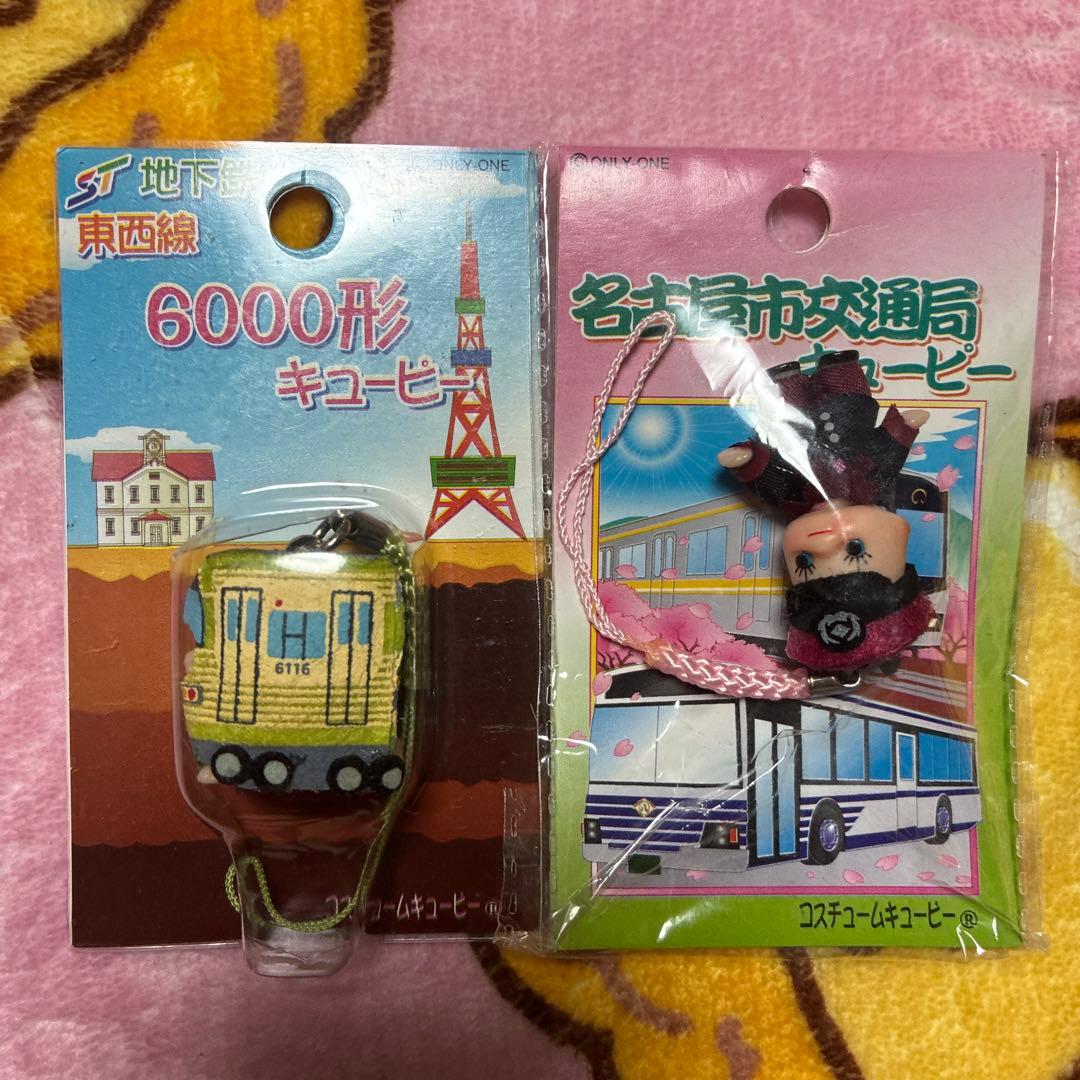 ST 地下鉄
東西線
ONLY-ONE
6000形
キューピー
H
6116
コスチュームキューピー®
©ONLY-ONE
名古屋市交通局
キューピー
コスチュームキューピー®